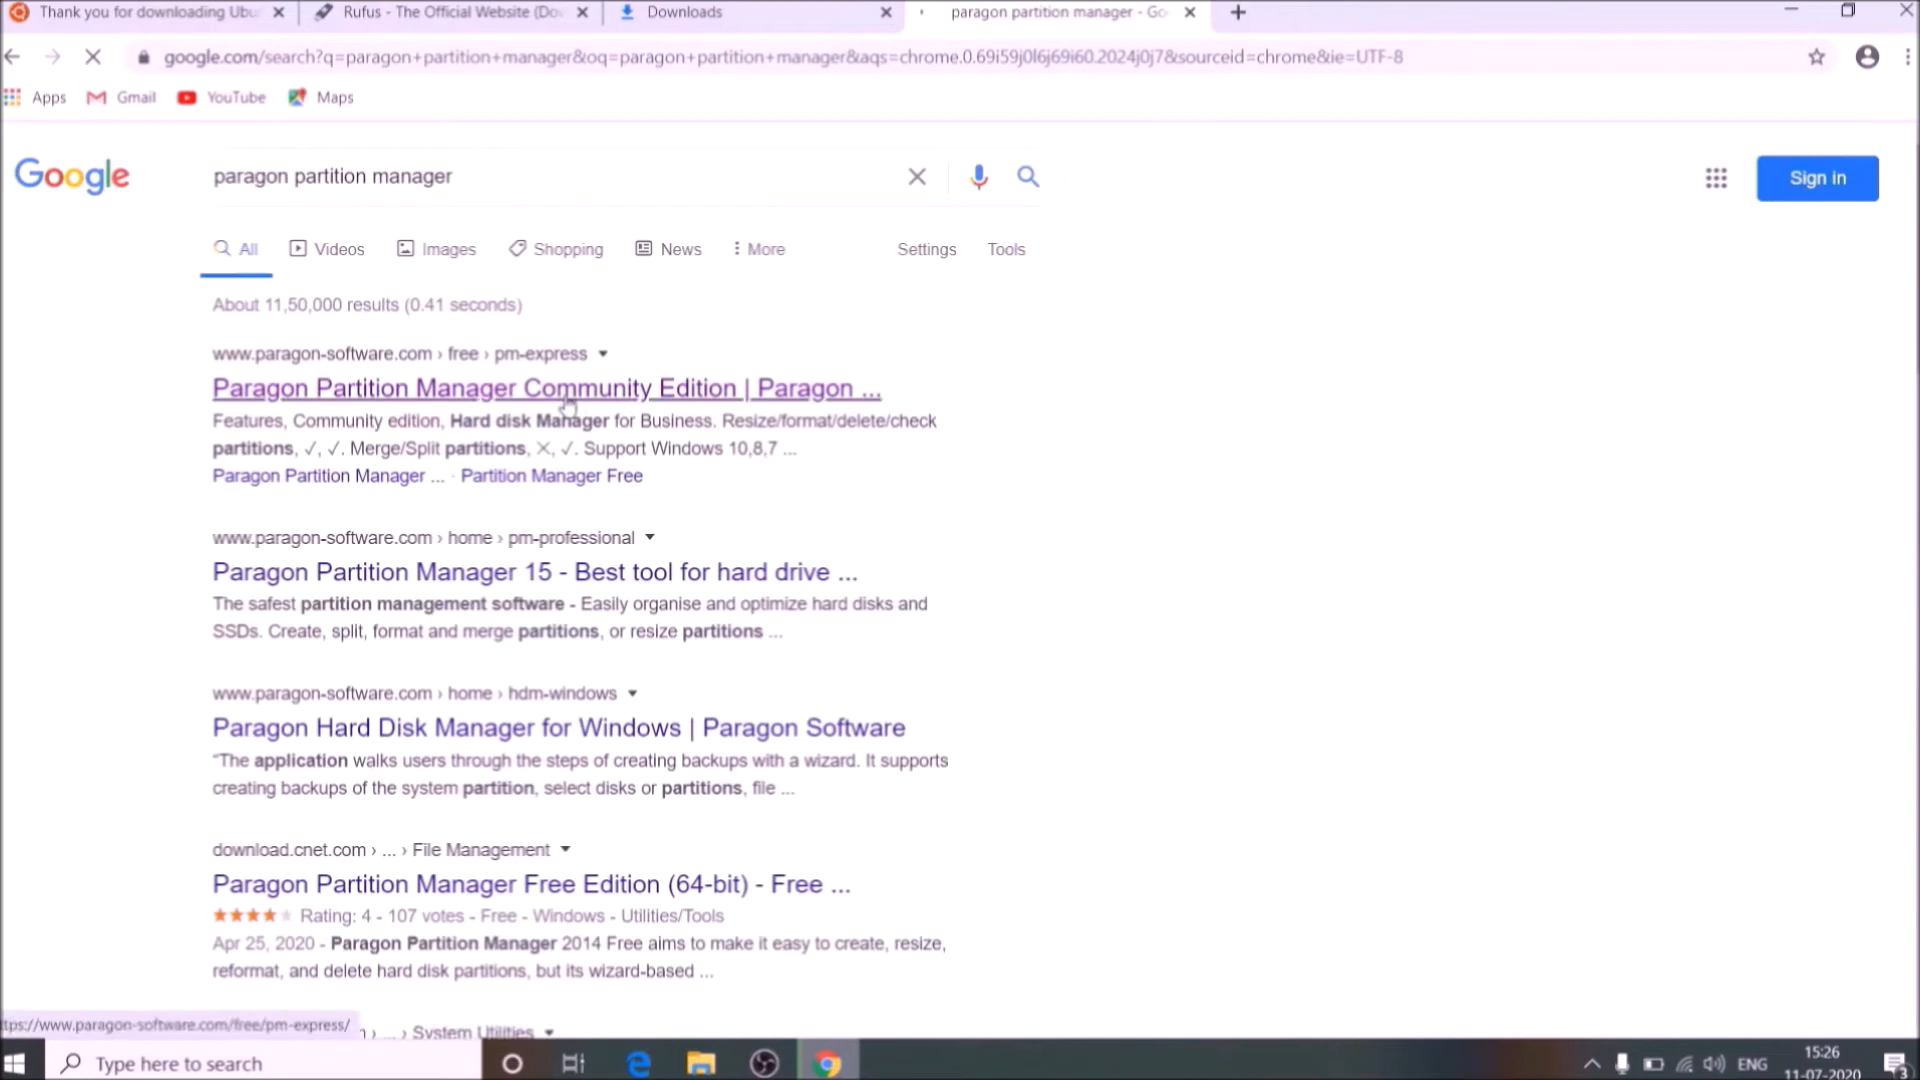 Thank you for downloading Ubu
Rufus - The Official Website (Do
Downloads
paragon partition manager - Go
google.com/search?q=paragon+partition+manager&oq=paragon+partition+manager&aqs=chrome.0.69i59j0l6j69i60.2024j0j7&sourceid=chrome&ie=UTF-8
Apps Gmail YouTube Maps
Google
paragon partition manager
Sign in
All Videos Images Shopping News More Settings Tools
About 11,50,000 results (0.41 seconds)
www.paragon-software.com › free › pm-express
Paragon Partition Manager Community Edition | Paragon ...
Features, Community edition, Hard disk Manager for Business. Resize/format/delete/check
partitions, ✓, ✓. Merge/Split partitions, ✕, ✓. Support Windows 10,8,7 ...
Paragon Partition Manager ... · Partition Manager Free
www.paragon-software.com › home › pm-professional
Paragon Partition Manager 15 - Best tool for hard drive ...
The safest partition management software - Easily organise and optimize hard disks and
SSDs. Create, split, format and merge partitions, or resize partitions ...
www.paragon-software.com › home › hdm-windows
Paragon Hard Disk Manager for Windows | Paragon Software
"The application walks users through the steps of creating backups with a wizard. It supports
creating backups of the system partition, select disks or partitions, file ...
download.cnet.com › ... › File Management
Paragon Partition Manager Free Edition (64-bit) - Free ...
Rating: 4 - 107 votes - Free - Windows - Utilities/Tools
Apr 25, 2020 - Paragon Partition Manager 2014 Free aims to make it easy to create, resize,
reformat, and delete hard disk partitions, but its wizard-based ...
ttps://www.paragon-software.com/free/pm-express/
› ... › System Utilities
Type here to search
ENG
15:26
11-07-2020
3